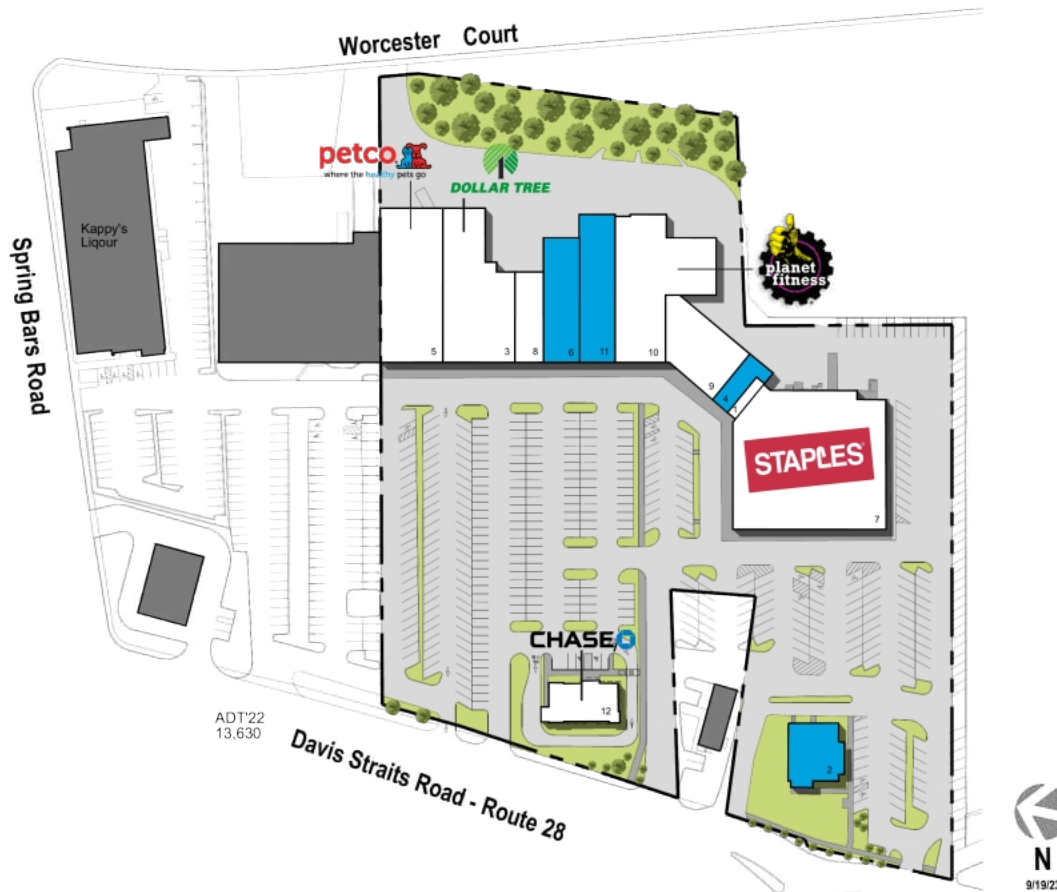 Worcester Court
petco
where the healthy pets go
DOLLAR TREE
Kappy's
Liqour
planet
fitness
Spring Bars Road
5
3
8
6
11
10
9
4
1
STAPLES
7
CHASE
12
ADT'22
13,630
2
Davis Straits Road - Route 28
N